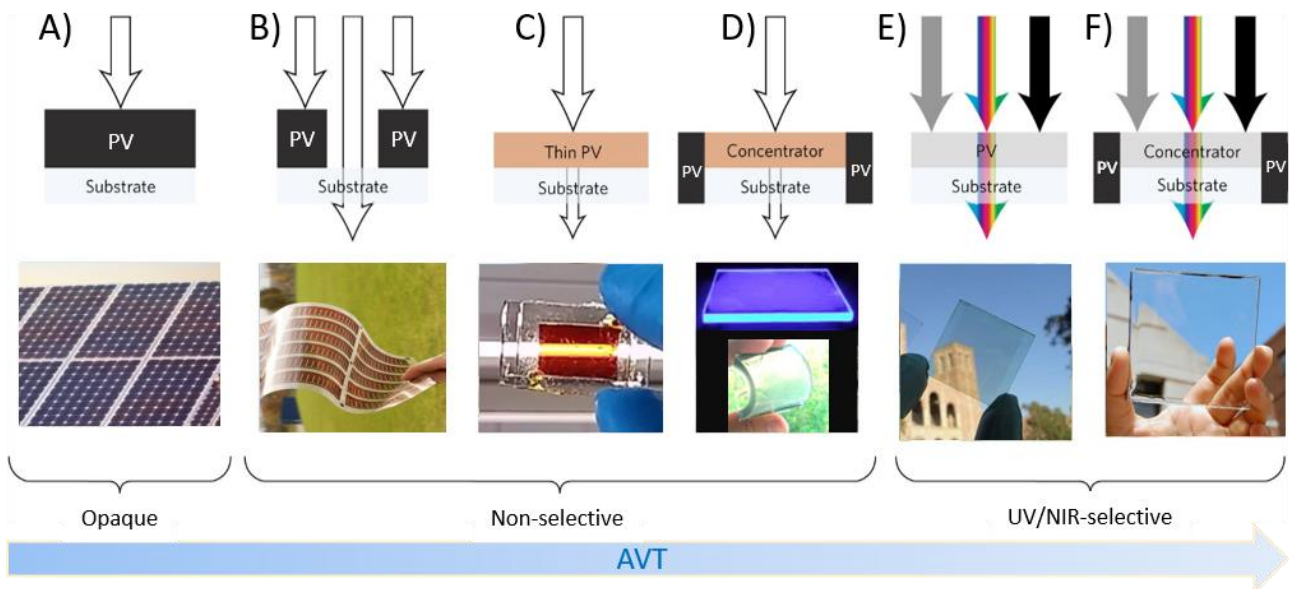 A)
B)
C)
D)
E)
F)
PV
PV
PV
Thin PV
PV
Concentrator
PV
PV
PV
Concentrator
PV
Substrate
Substrate
Substrate
Substrate
Substrate
Substrate
Opaque
Non-selective
UV/NIR-selective
AVT